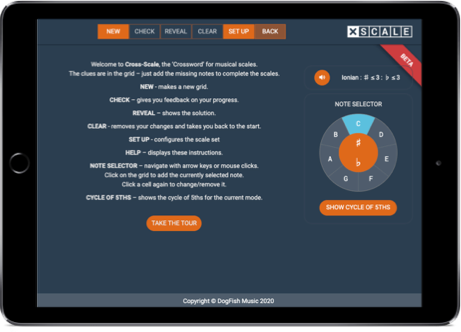 NEW CHECK REVEAL CLEAR SET UP BACK
XSCALE
BETA
Welcome to Cross-Scale, the 'Crossword' for musical scales.
The clues are in the grid – just add the missing notes to complete the scales.
NEW - makes a new grid.
CHECK – gives you feedback on your progress.
REVEAL – shows the solution.
CLEAR - removes your changes and takes you back to the start.
SET UP - configures the scale set
HELP – displays these instructions.
NOTE SELECTOR – navigate with arrow keys or mouse clicks.
Click on the grid to add the currently selected note.
Click a cell again to change/remove it.
CYCLE OF 5THS – shows the cycle of 5ths for the current mode.
TAKE THE TOUR
Ionian : ♯ ≤ 3 : ♭ ≤ 3
NOTE SELECTOR
C
B D
♯
A E
♭
G F
SHOW CYCLE OF 5THS
Copyright © DogFish Music 2020